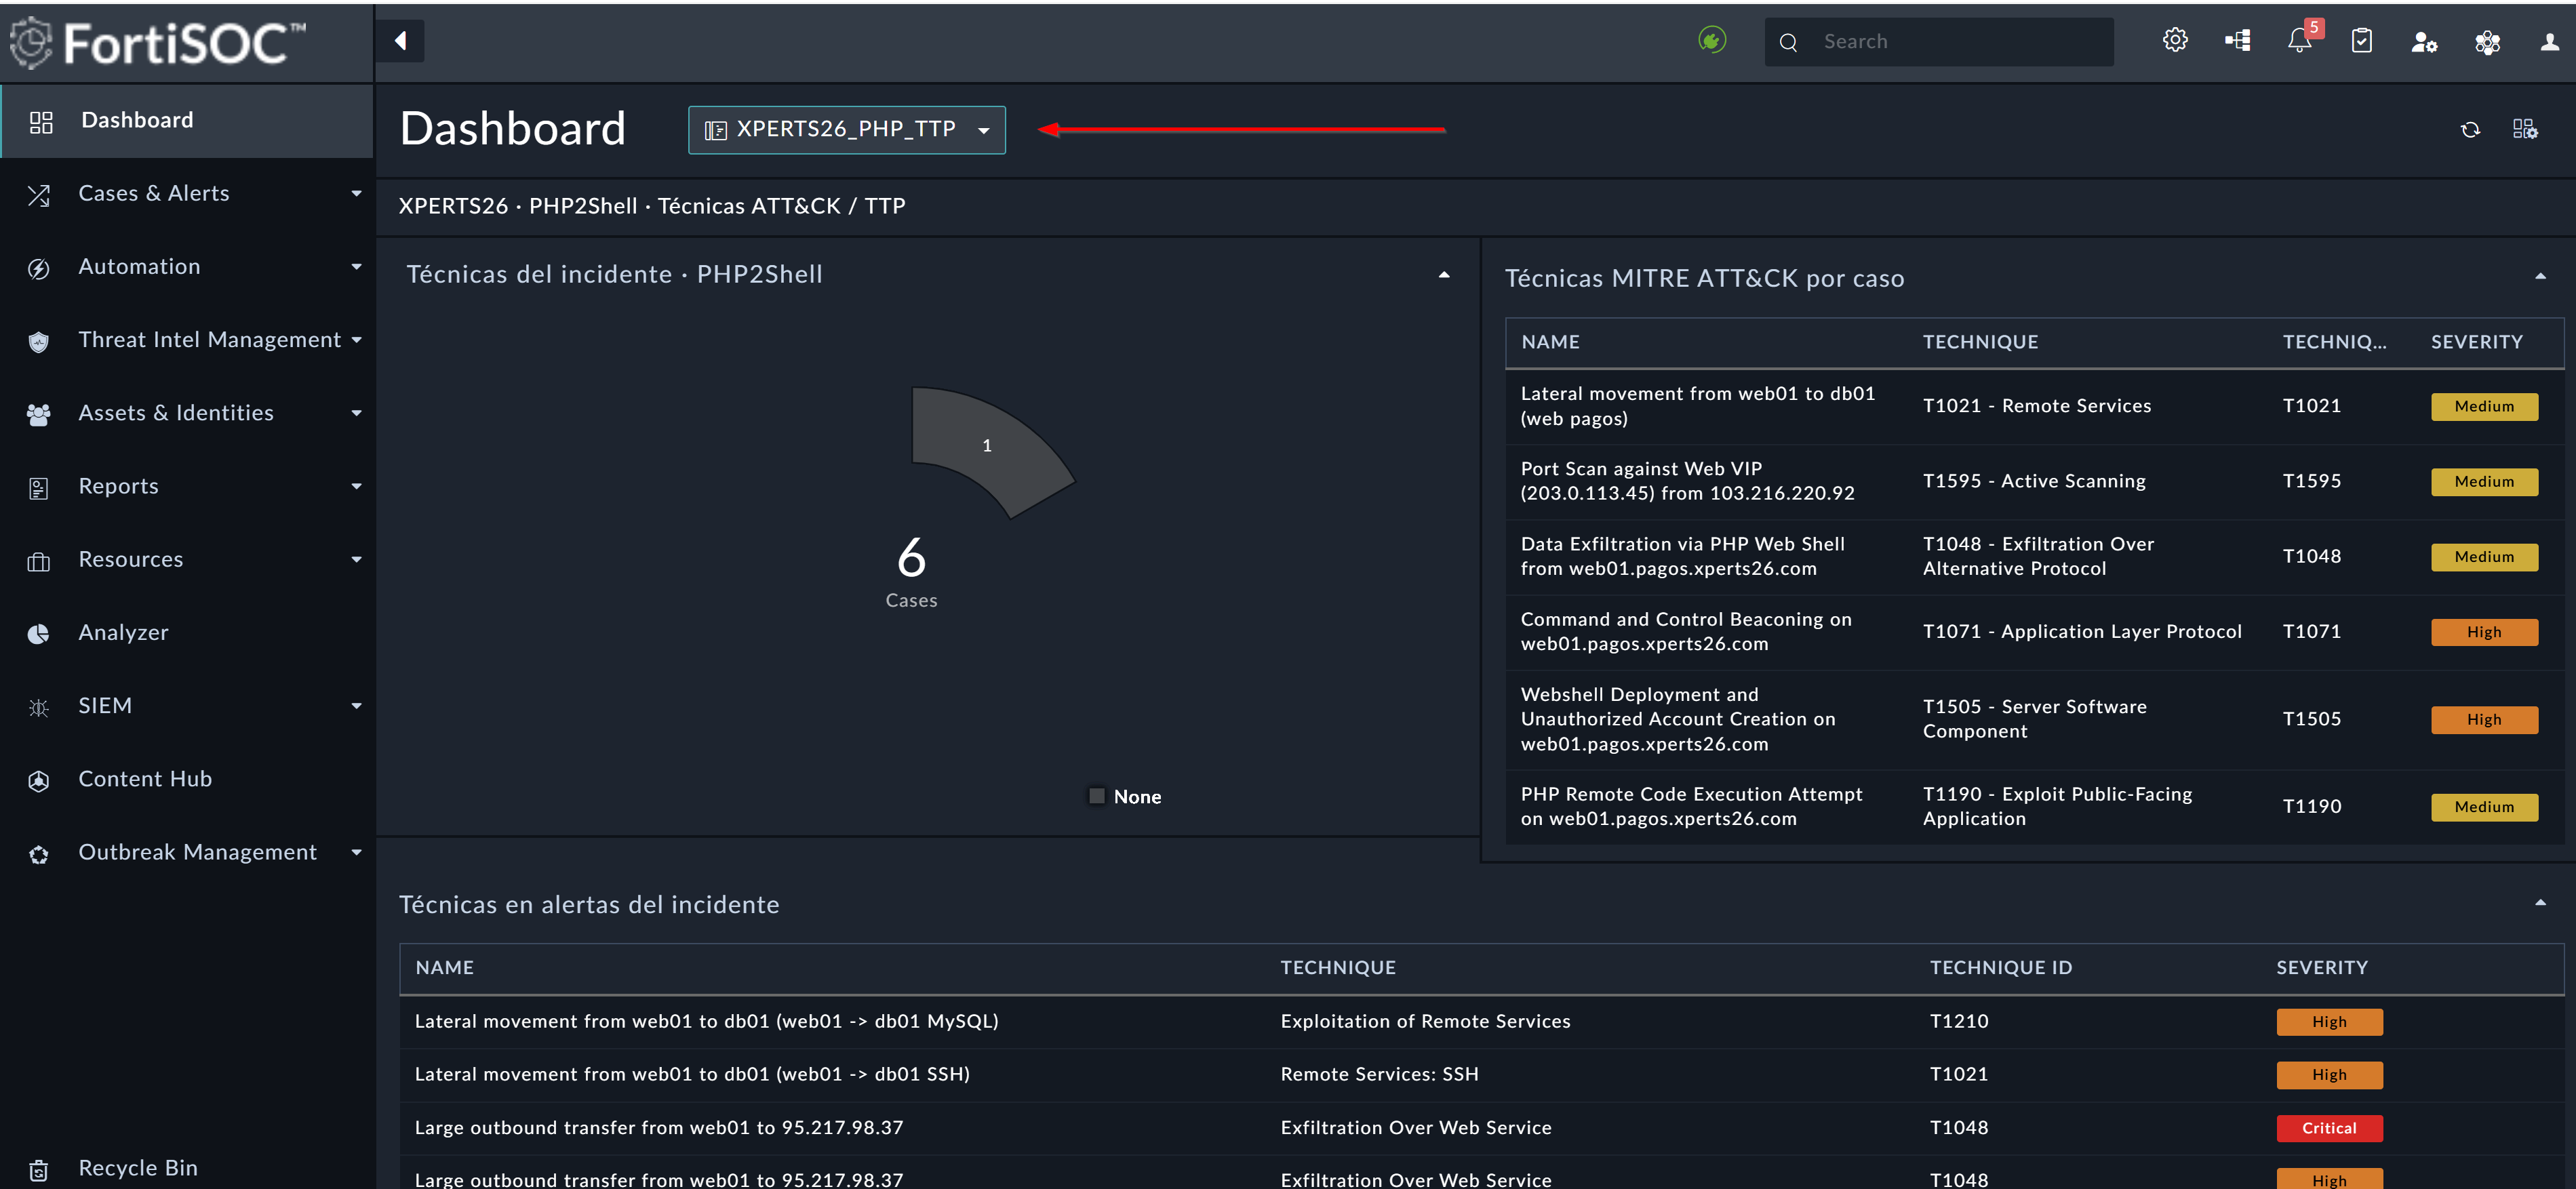 FortiSOC™
Search
5
Dashboard
Cases & Alerts
Automation
Threat Intel Management
Assets & Identities
Reports
Resources
Analyzer
SIEM
Content Hub
Outbreak Management
Recycle Bin
Dashboard
XPERTS26_PHP_TTP
XPERTS26 · PHP2Shell · Técnicas ATT&CK / TTP
Técnicas del incidente · PHP2Shell
1
6
Cases
None
Técnicas MITRE ATT&CK por caso
NAME TECHNIQUE TECHNIQ... SEVERITY
Lateral movement from web01 to db01
(web pagos)
T1021 - Remote Services
T1021
Medium
Port Scan against Web VIP
(203.0.113.45) from 103.216.220.92
T1595 - Active Scanning
T1595
Medium
Data Exfiltration via PHP Web Shell
from web01.pagos.xperts26.com
T1048 - Exfiltration Over
Alternative Protocol
T1048
Medium
Command and Control Beaconing on
web01.pagos.xperts26.com
T1071 - Application Layer Protocol
T1071
High
Webshell Deployment and
Unauthorized Account Creation on
web01.pagos.xperts26.com
T1505 - Server Software
Component
T1505
High
PHP Remote Code Execution Attempt
on web01.pagos.xperts26.com
T1190 - Exploit Public-Facing
Application
T1190
Medium
Técnicas en alertas del incidente
NAME TECHNIQUE TECHNIQUE ID SEVERITY
Lateral movement from web01 to db01 (web01 -> db01 MySQL) Exploitation of Remote Services T1210 High
Lateral movement from web01 to db01 (web01 -> db01 SSH) Remote Services: SSH T1021 High
Large outbound transfer from web01 to 95.217.98.37 Exfiltration Over Web Service T1048 Critical
Large outbound transfer from web01 to 95.217.98.37 Exfiltration Over Web Service T1048 High